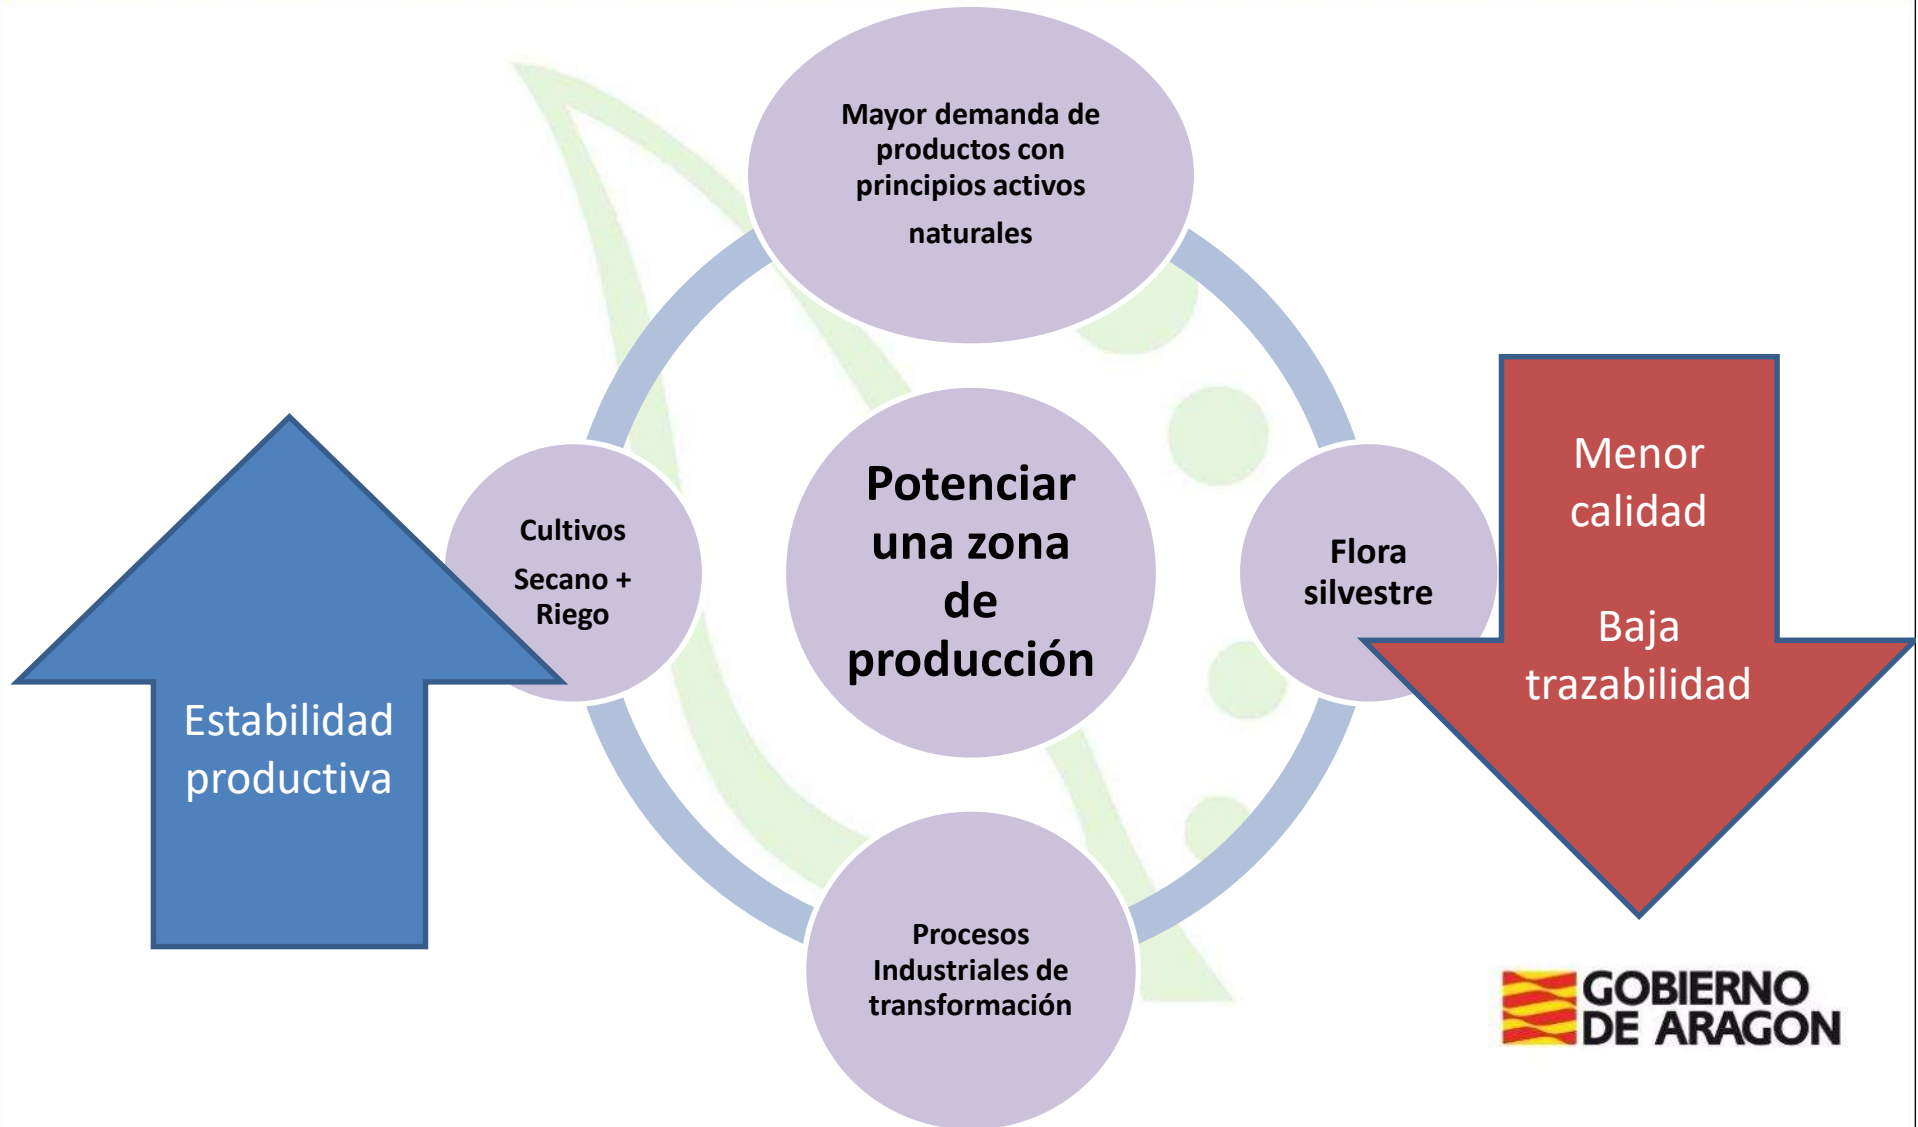 Mayor demanda de
productos con
principios activos
naturales
Cultivos
Secano +
Riego
Potenciar
una zona
de
producción
Flora
silvestre
Procesos
Industriales de
transformación
Estabilidad
productiva
Menor
calidad
Baja
trazabilidad
GOBIERNO
DE ARAGON